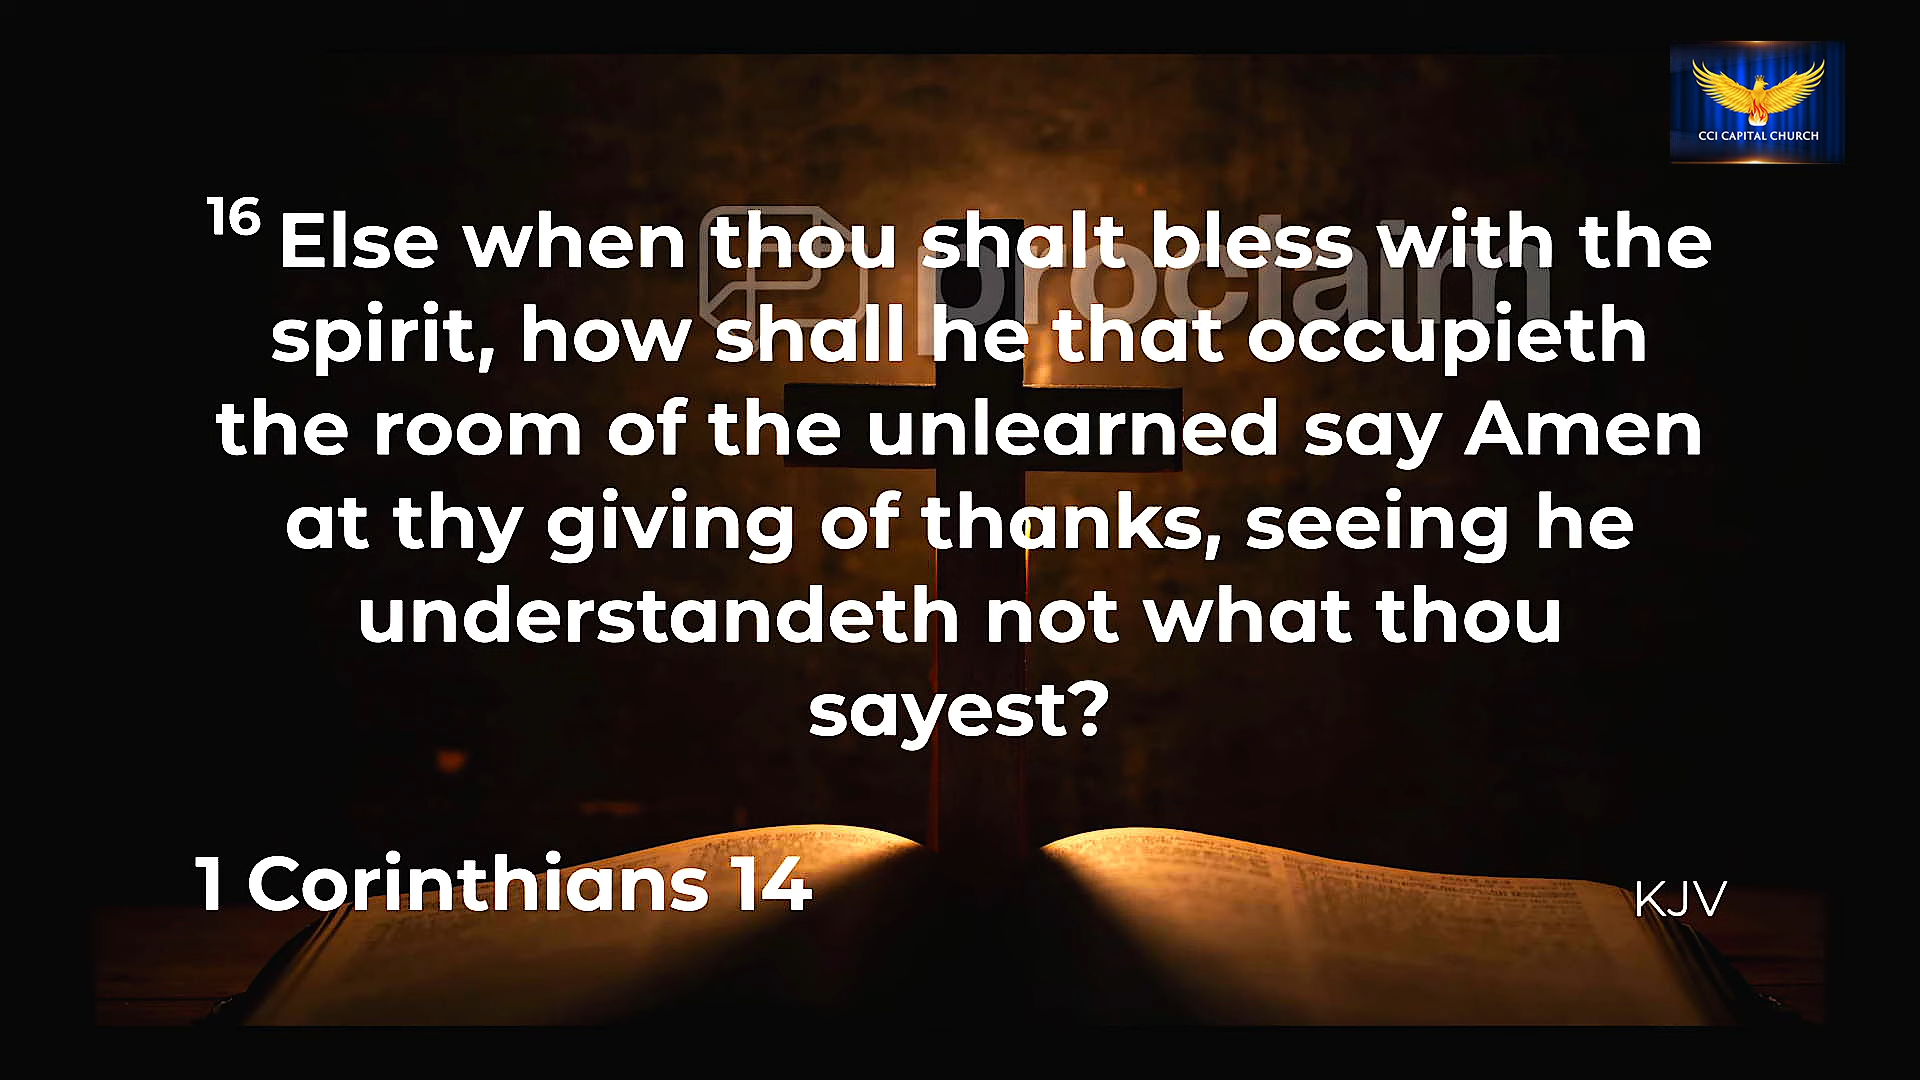 CCI CAPITAL CHURCH
proclaim
16 Else when thou shalt bless with the
spirit, how shall he that occupieth
the room of the unlearned say Amen
at thy giving of thanks, seeing he
understandeth not what thou
sayest?
1 Corinthians 14
KJV